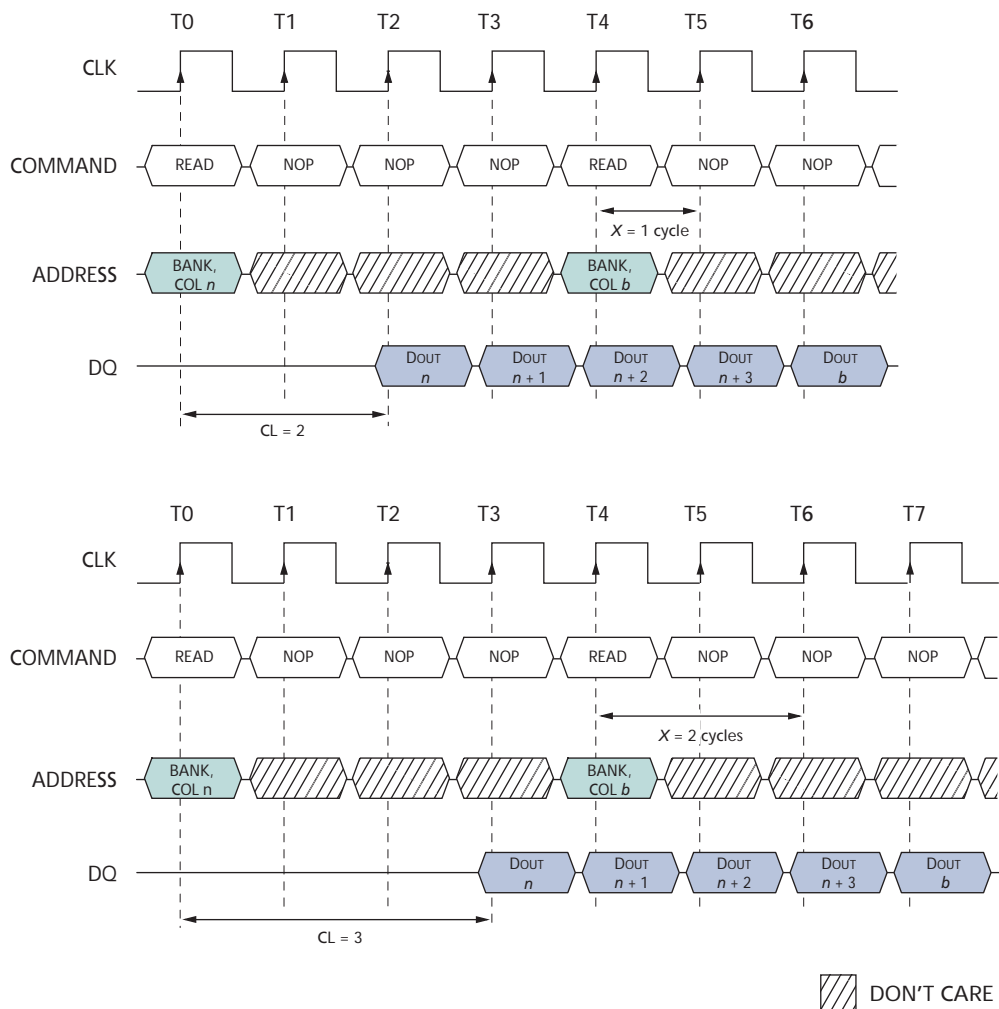 T0 T1 T2 T3 T4 T5 T6
CLK
COMMAND READ NOP NOP NOP READ NOP NOP
X = 1 cycle
ADDRESS BANK, COL n BANK, COL b
DQ DOUT n DOUT n + 1 DOUT n + 2 DOUT n + 3 DOUT b
CL = 2
T0 T1 T2 T3 T4 T5 T6 T7
CLK
COMMAND READ NOP NOP NOP READ NOP NOP NOP
X = 2 cycles
ADDRESS BANK, COL n BANK, COL b
DQ DOUT n DOUT n + 1 DOUT n + 2 DOUT n + 3 DOUT b
CL = 3
DON'T CARE